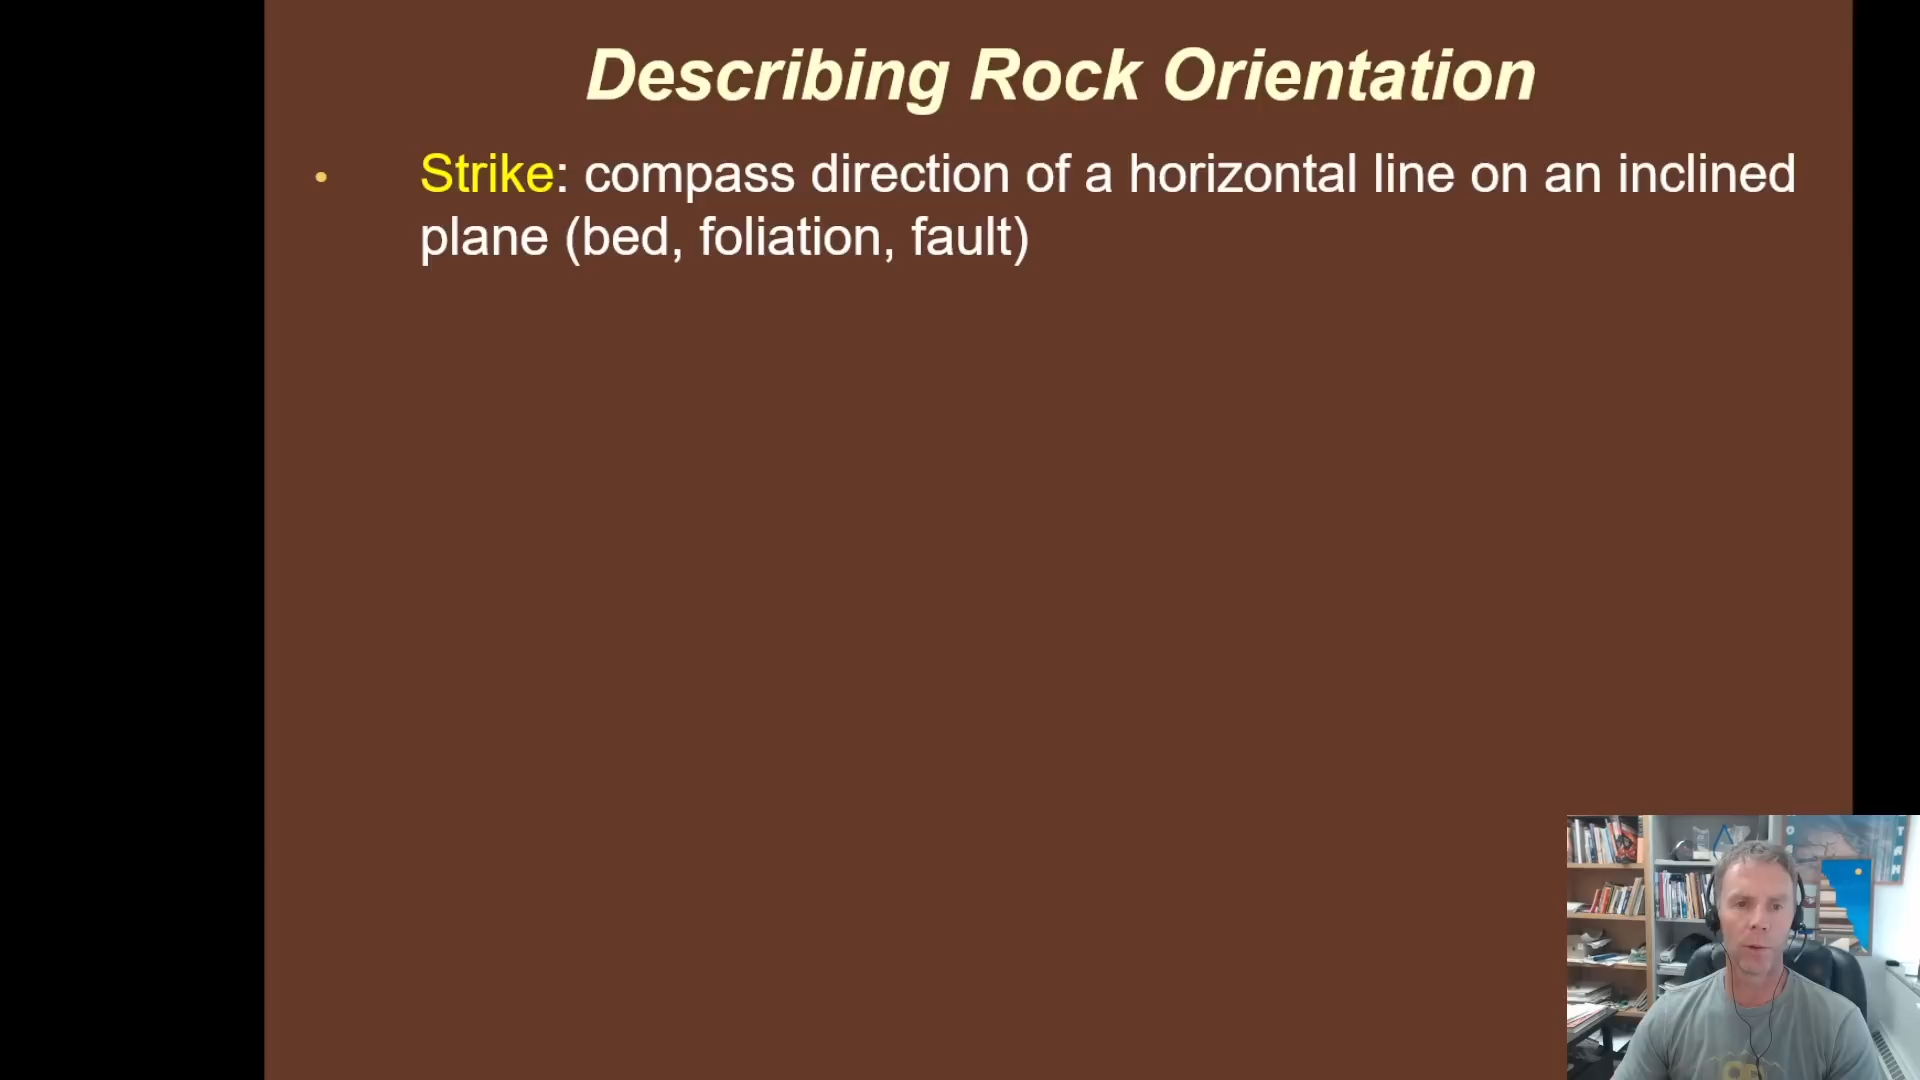 Describing Rock Orientation
• Strike: compass direction of a horizontal line on an inclined
plane (bed, foliation, fault)